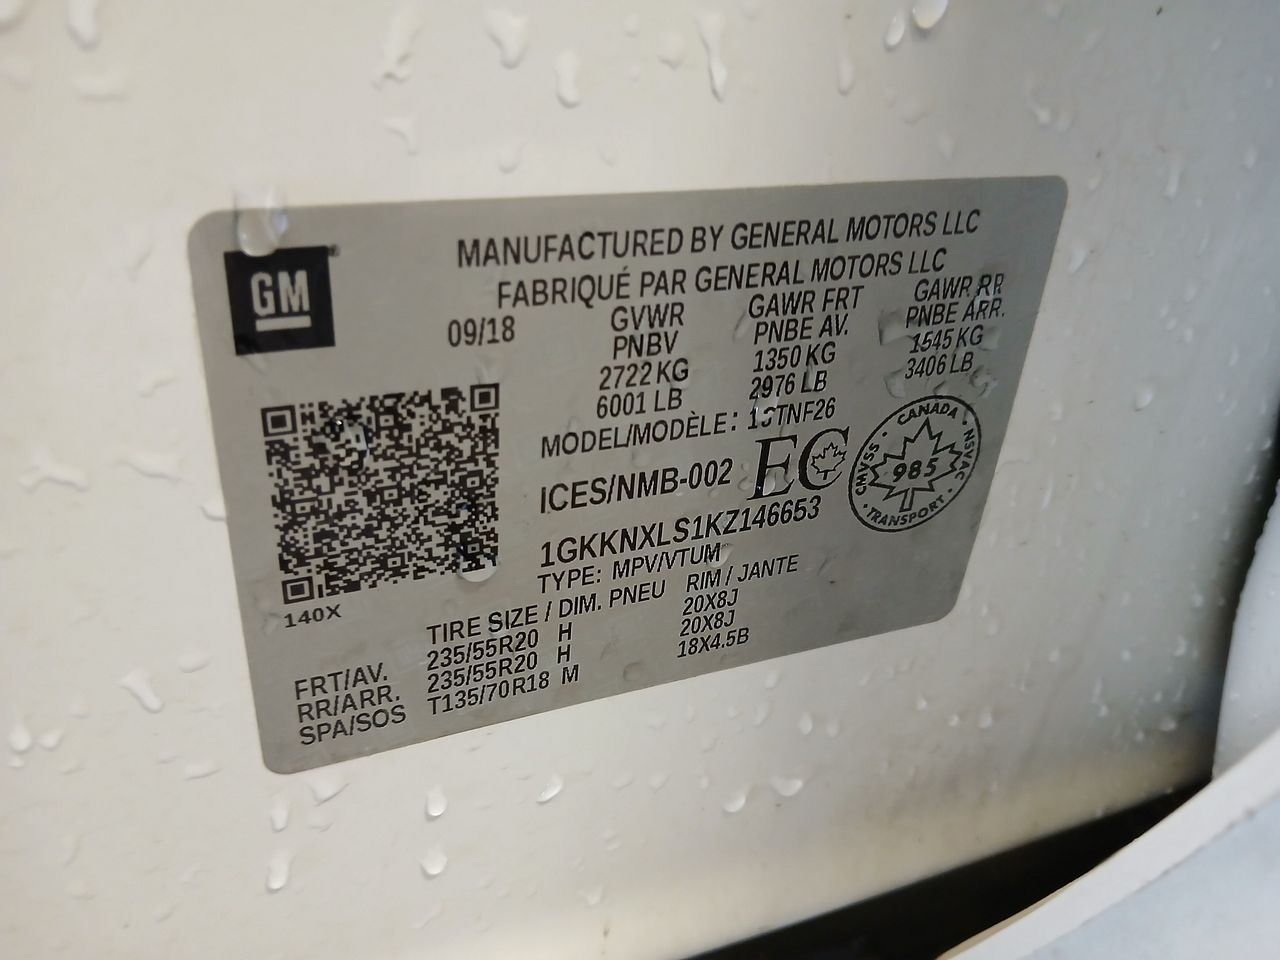 GM
MANUFACTURED BY GENERAL MOTORS LLC
FABRIQUÉ PAR GENERAL MOTORS LLC
09/18
GVWR GAWR FRT GAWR RR
PNBV PNBE AV. PNBE ARR.
2722 KG 1350 KG 1545 KG
6001 LB 2976 LB 3406 LB
MODEL/MODÈLE:
ICES/NMB-002 EC
CANADA
CMVSS 985 NSVAC
TRANSPORT
1GKKNXLS1KZ146653
TYPE: MPV/VTUM
140X
TIRE SIZE / DIM. PNEU RIM / JANTE
FRT/AV. 235/55R20 H 20X8J
RR/ARR. 235/55R20 H 20X8J
SPA/SOS T135/70R18 M 18X4.5B